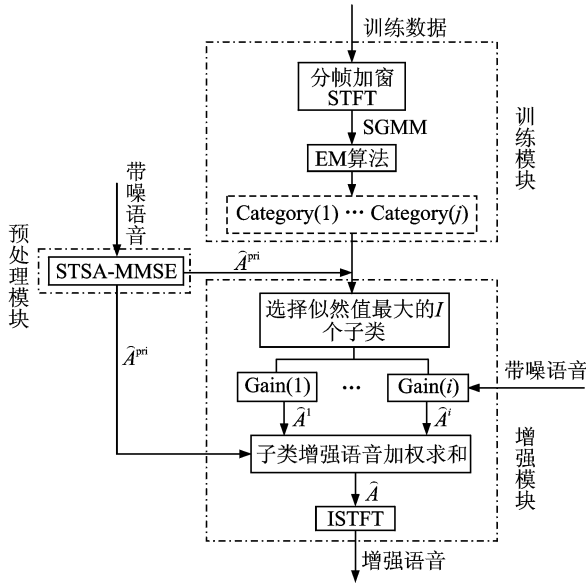 训练数据
分帧加窗
STFT
SGMM
EM算法
Category(1) ··· Category(j)
训练模块
带噪语音
预处理模块
STSA-MMSE
Â^pri
Â^pri
选择似然值最大的I
个子类
Gain(1)
···
Gain(i)
带噪语音
Â^1
Â^i
子类增强语音加权求和
增强模块
Â
ISTFT
增强语音